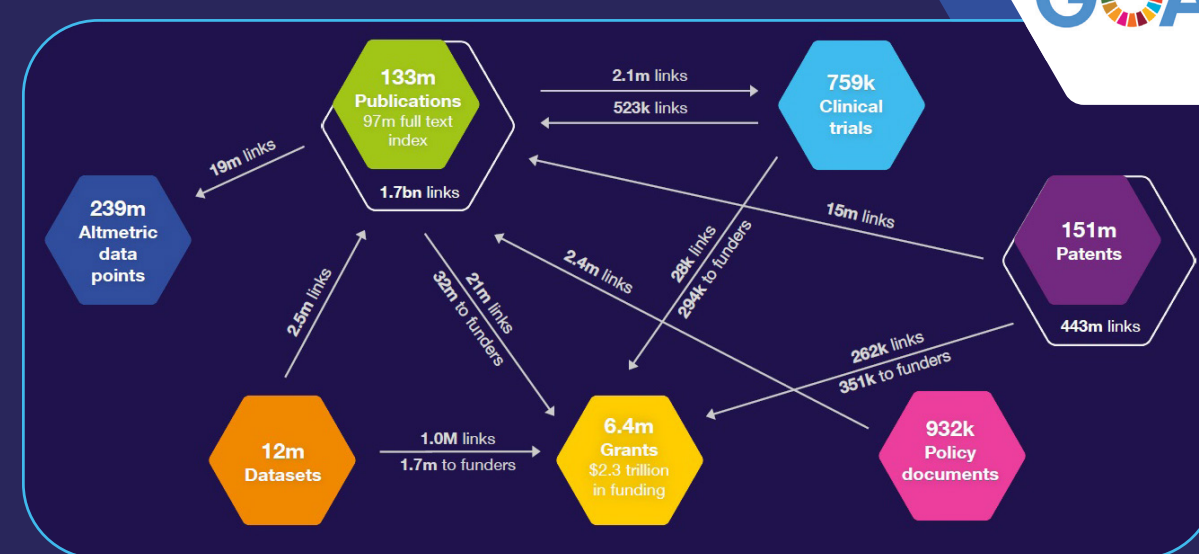 133m
Publications
97m full text
index
1.7bn links
2.1m links
523k links
759k
Clinical
trials
19m links
239m
Altmetric
data
points
15m links
151m
Patents
443m links
28k links
294k to funders
2.4m links
21m links
32m to funders
2.5m links
262k links
351k to funders
12m
Datasets
1.0M links
1.7m to funders
6.4m
Grants
$2.3 trillion
in funding
932k
Policy
documents